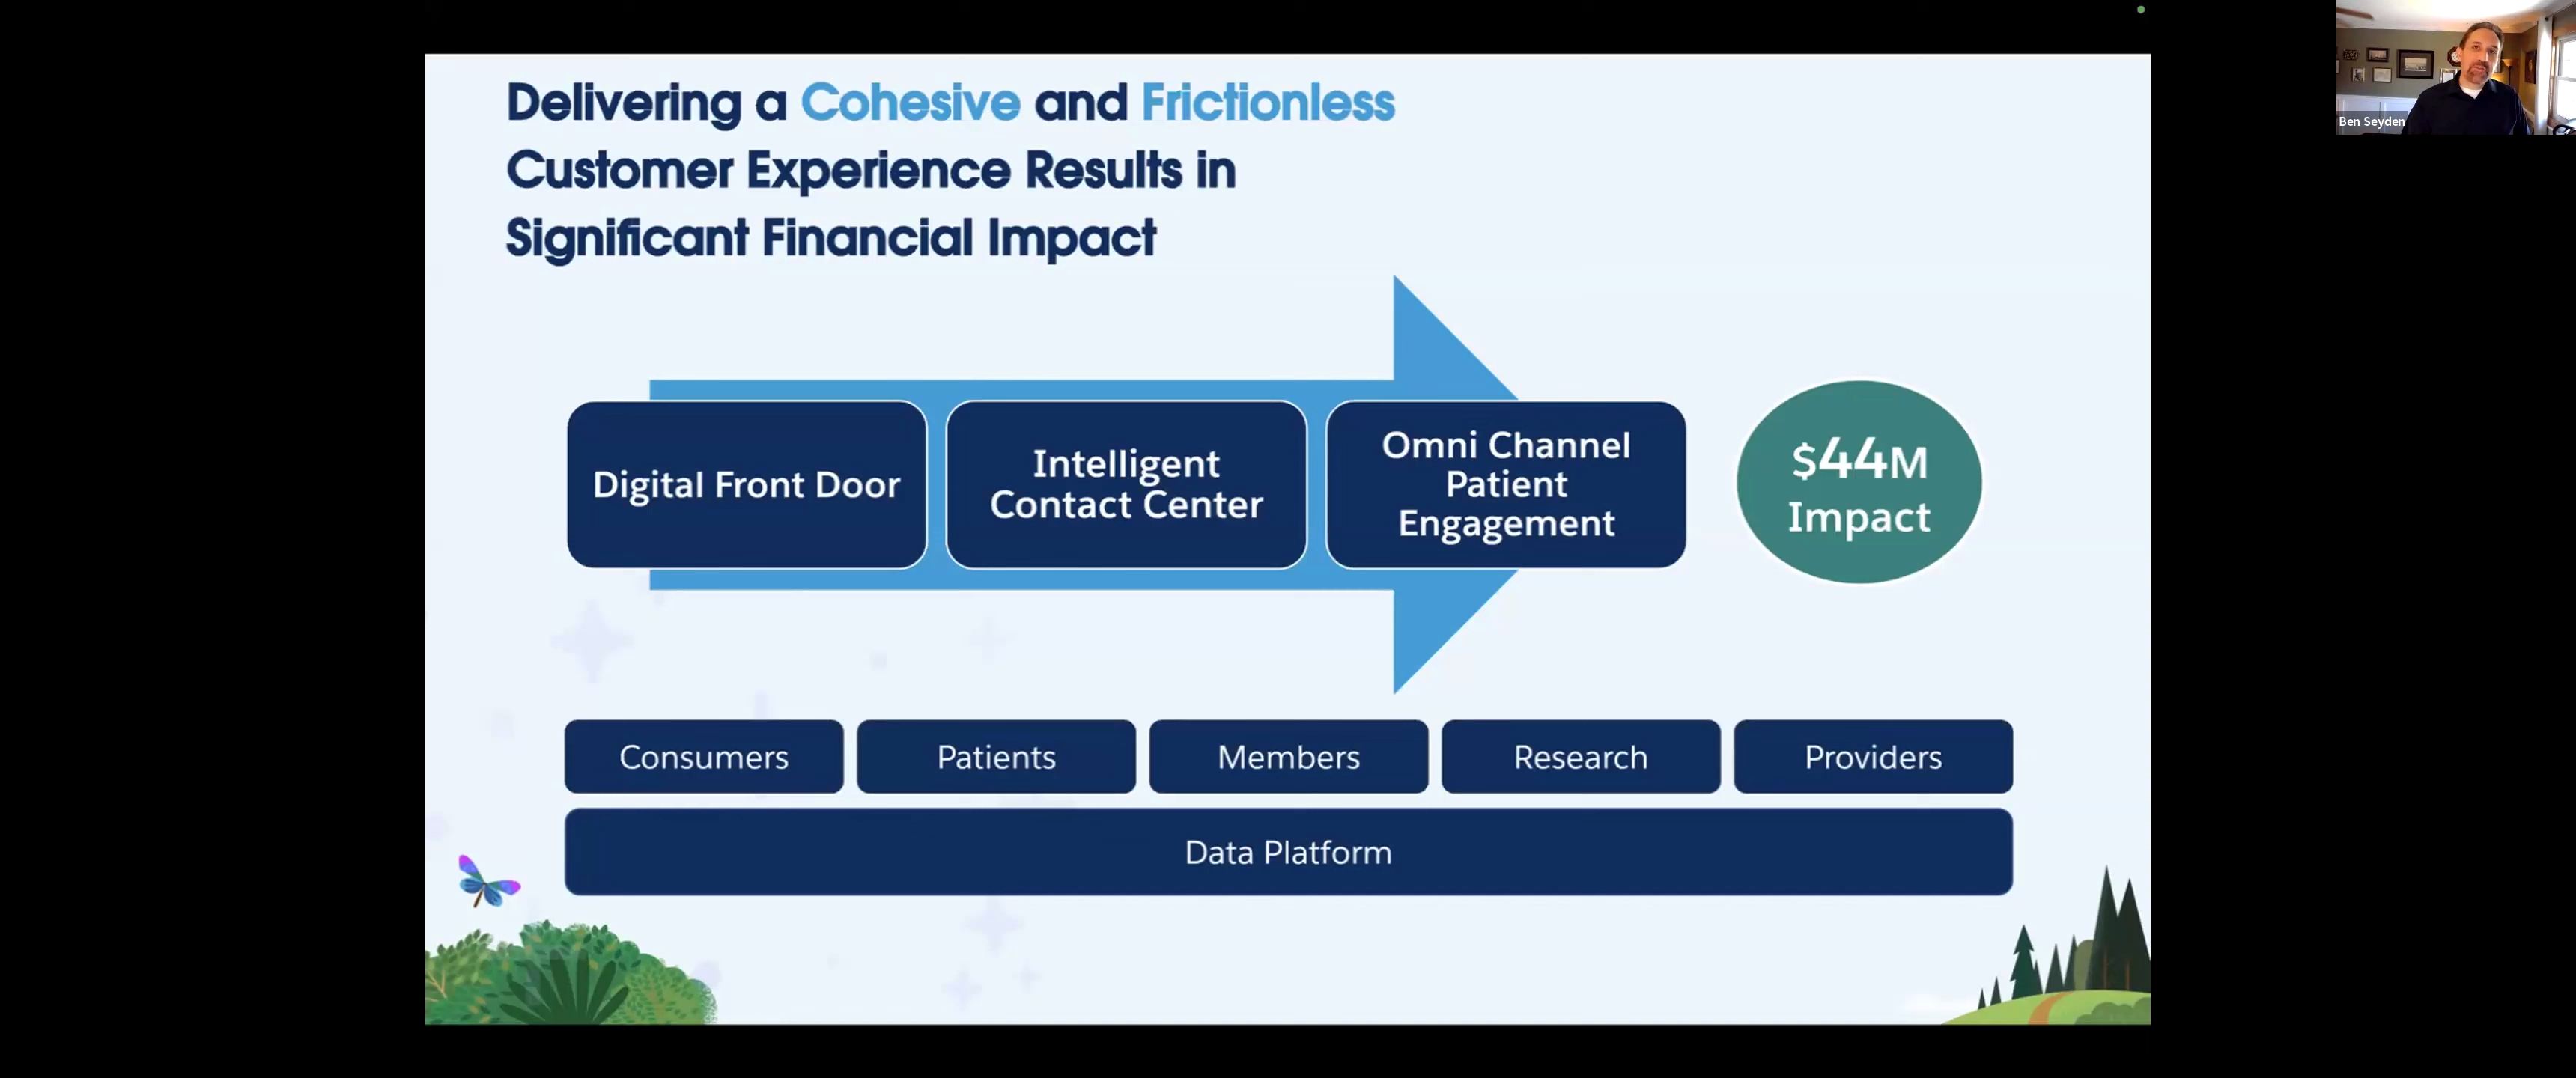 Delivering a Cohesive and Frictionless
Customer Experience Results in
Significant Financial Impact
Digital Front Door
Intelligent
Contact Center
Omni Channel
Patient
Engagement
$44M
Impact
Consumers
Patients
Members
Research
Providers
Data Platform
Ben Seyden